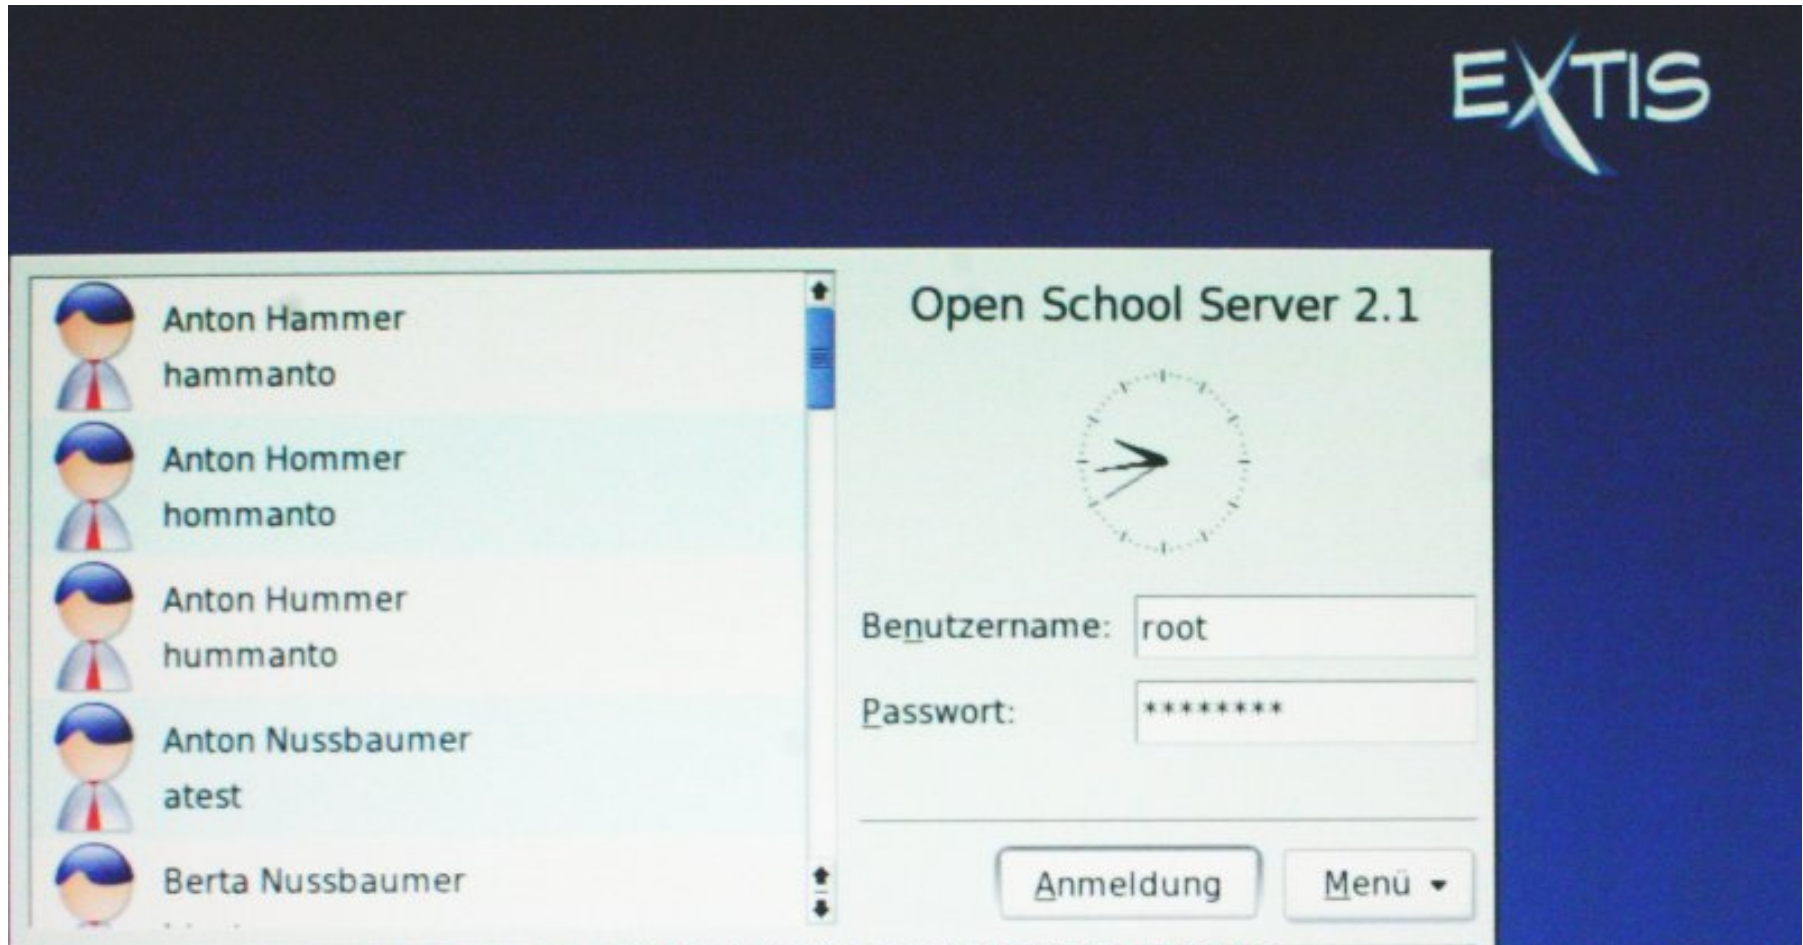 EXTIS
Anton Hammer
hammanto
Anton Hommer
hommanto
Anton Hummer
hummanto
Anton Nussbaumer
atest
Berta Nussbaumer
Open School Server 2.1
Benutzername: root
Passwort: ********
Anmeldung
Menü